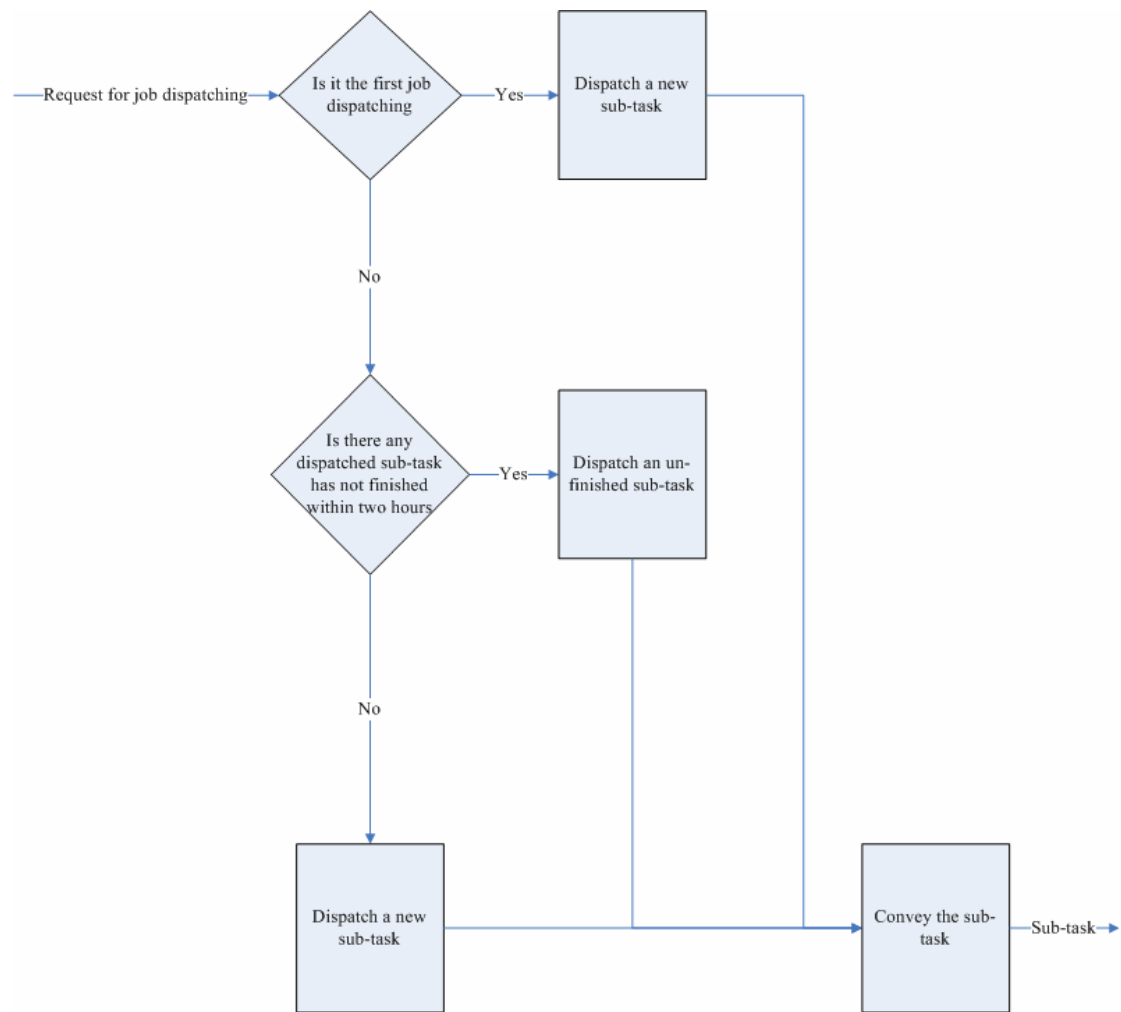 Request for job dispatching
Is it the first job
dispatching
Yes
Dispatch a new
sub-task
No
Is there any
dispatched sub-task
has not finished
within two hours
Yes
Dispatch an un-
finished sub-task
No
Dispatch a new
sub-task
Convey the sub-
task
Sub-task